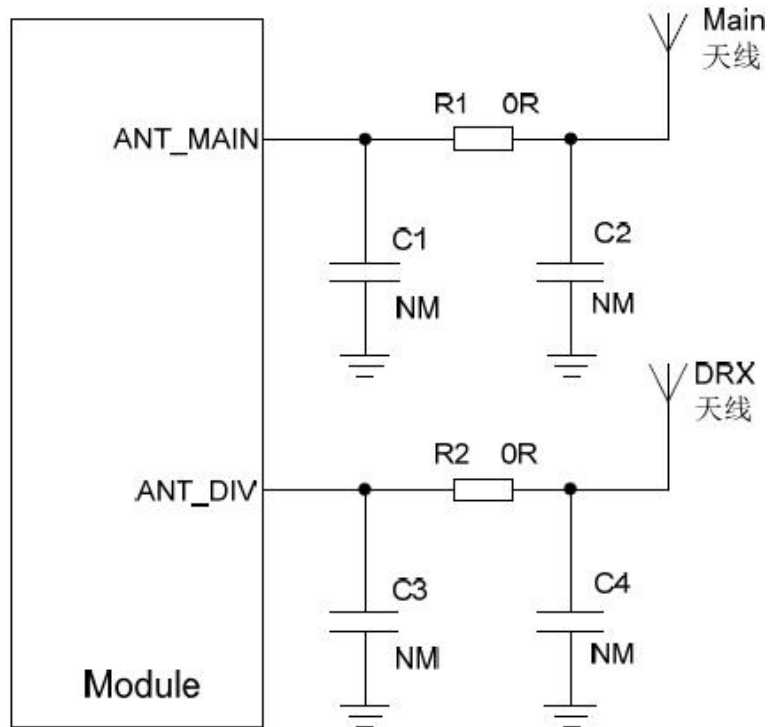 Main
天线
R1 0R
ANT_MAIN
C1
C2
NM
NM
DRX
天线
R2 0R
ANT_DIV
C3
C4
NM
NM
Module